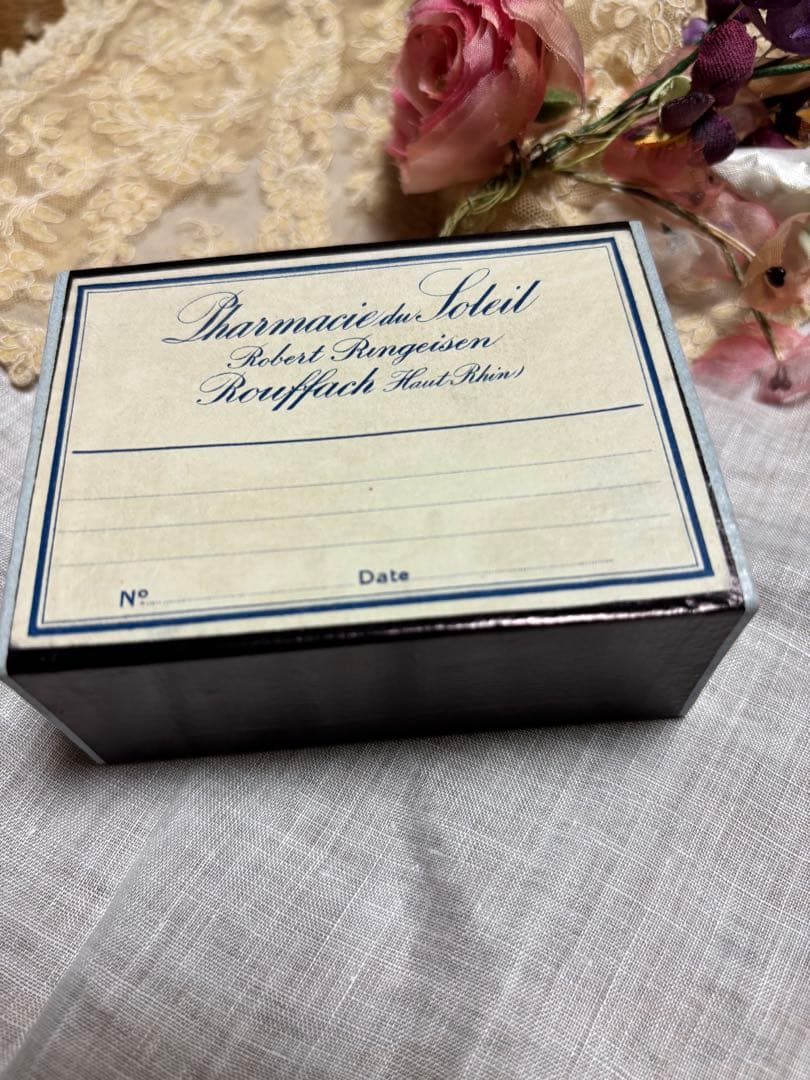 Pharmacie du Soleil
Robert Ringeisen
Rouffach Haut-Rhin)
Nº Date